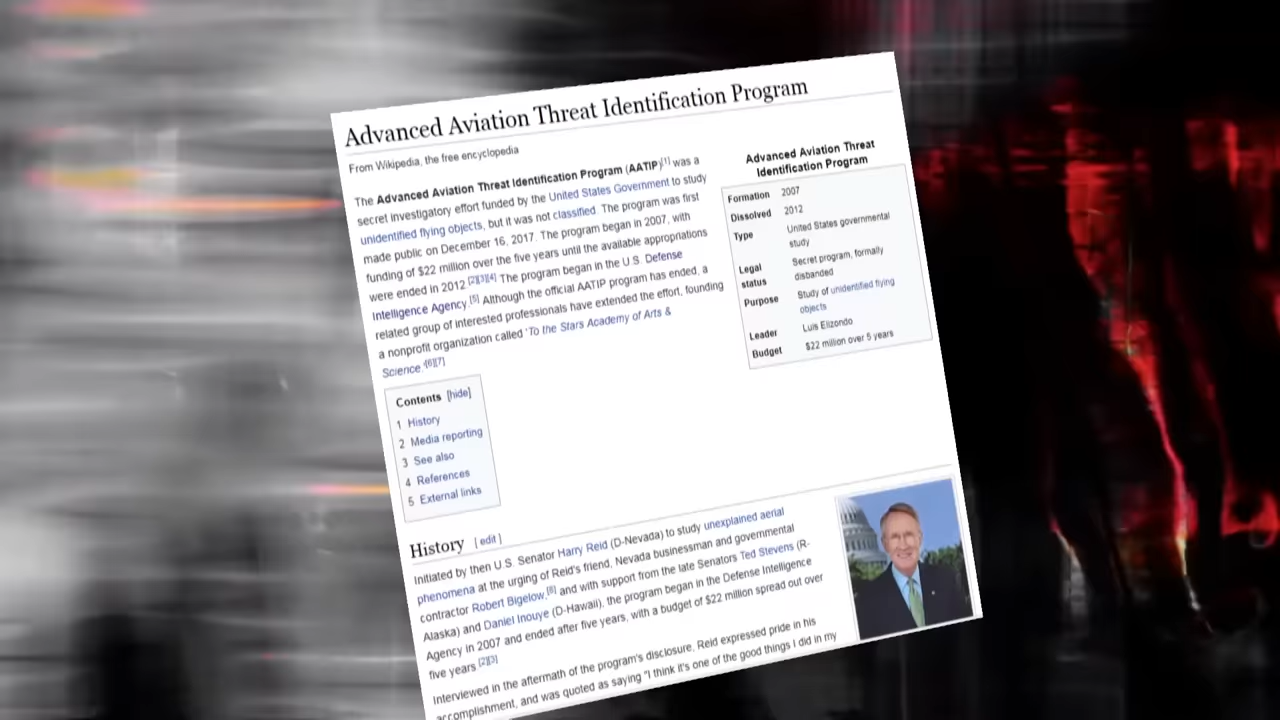 Advanced Aviation Threat Identification Program
From Wikipedia, the free encyclopedia
The Advanced Aviation Threat Identification Program (AATIP)[1] was a
secret investigatory effort funded by the United States Government to study
unidentified flying objects, but it was not classified. The program was first
made public on December 16, 2017. The program began in 2007, with
funding of $22 million over the five years until the available appropriations
were ended in 2012.[2][3][4] The program began in the U.S. Defense
Intelligence Agency.[5] Although the official AATIP program has ended, a
related group of interested professionals have extended the effort, founding
a nonprofit organization called 'To the Stars Academy of Arts &
Science.'[6][7]
Advanced Aviation Threat
Identification Program
Formation 2007
Dissolved 2012
Type United States governmental
study
Legal status Secret program, formally
disbanded
Purpose Study of unidentified flying
objects
Leader Luis Elizondo
Budget $22 million over 5 years
Contents [hide]
1 History
2 Media reporting
3 See also
4 References
5 External links
History [ edit ]
Initiated by then U.S. Senator Harry Reid (D-Nevada) to study unexplained aerial
phenomena at the urging of Reid's friend, Nevada businessman and governmental
contractor Robert Bigelow,[8] and with support from the late Senators Ted Stevens (R-
Alaska) and Daniel Inouye (D-Hawaii), the program began in the Defense Intelligence
Agency in 2007 and ended after five years, with a budget of $22 million spread out over
five years.[2][3]
Interviewed in the aftermath of the program's disclosure, Reid expressed pride in his
accomplishment, and was quoted as saying "I think it's one of the good things I did in my